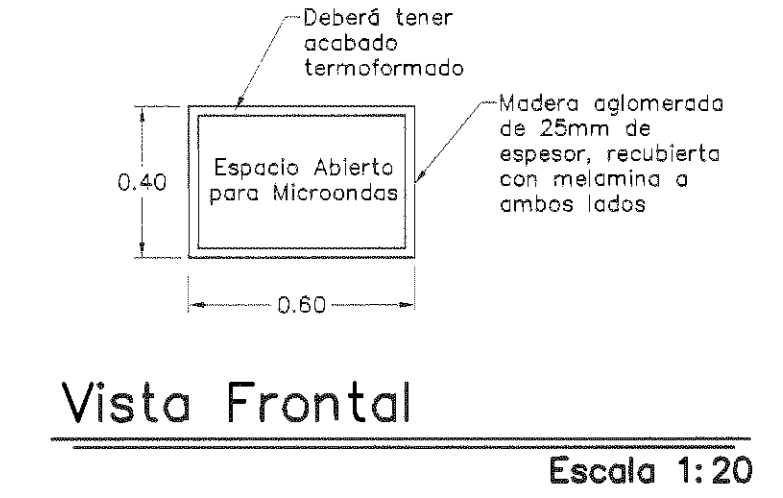 Deberá tener
acabado
termoformado
Madera aglomerada
de 25mm de
espesor, recubierta
con melamina a
ambos lados
0.40
Espacio Abierto
para Microondas
0.60
Vista Frontal
Escala 1:20